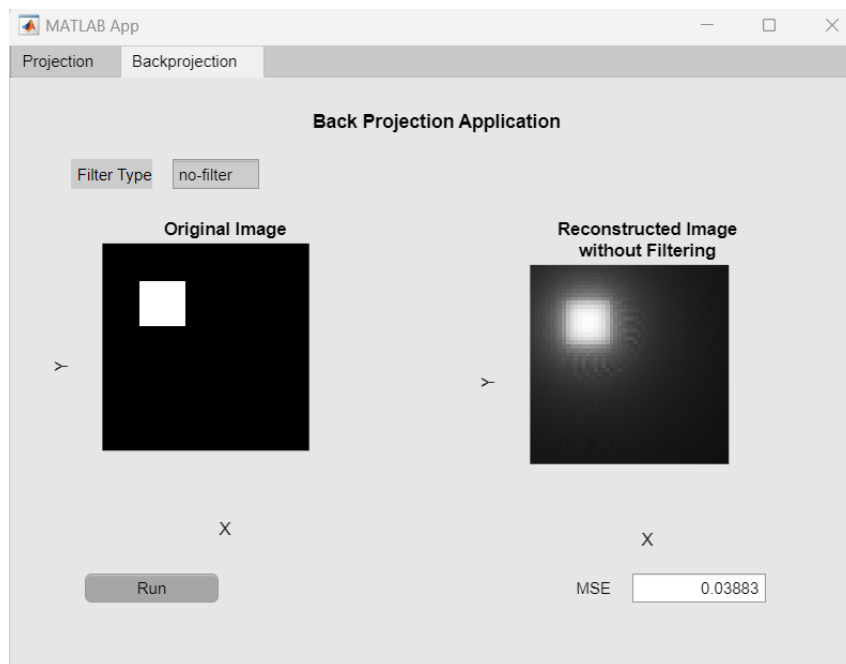 MATLAB App
Projection Backprojection
Back Projection Application
Filter Type no-filter
Original Image
Reconstructed Image
without Filtering
Y
Y
X
X
Run
MSE 0.03883